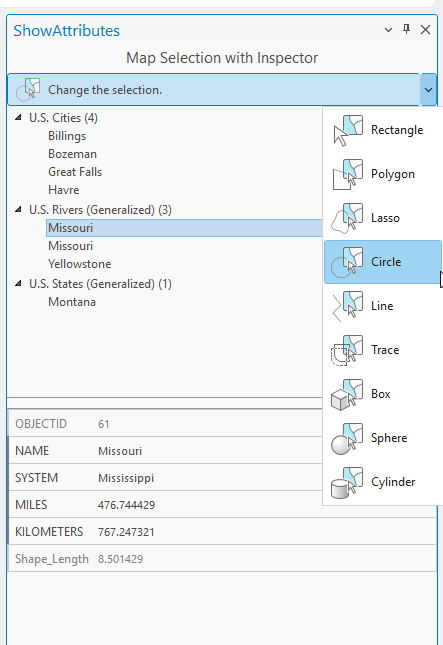 ShowAttributes
Map Selection with Inspector
Change the selection.
U.S. Cities (4)
Billings
Bozeman
Great Falls
Havre
U.S. Rivers (Generalized) (3)
Missouri
Missouri
Yellowstone
U.S. States (Generalized) (1)
Montana
Rectangle
Polygon
Lasso
Circle
Line
Trace
Box
Sphere
Cylinder
OBJECTID 61
NAME Missouri
SYSTEM Mississippi
MILES 476.744429
KILOMETERS 767.247321
Shape_Length 8.501429